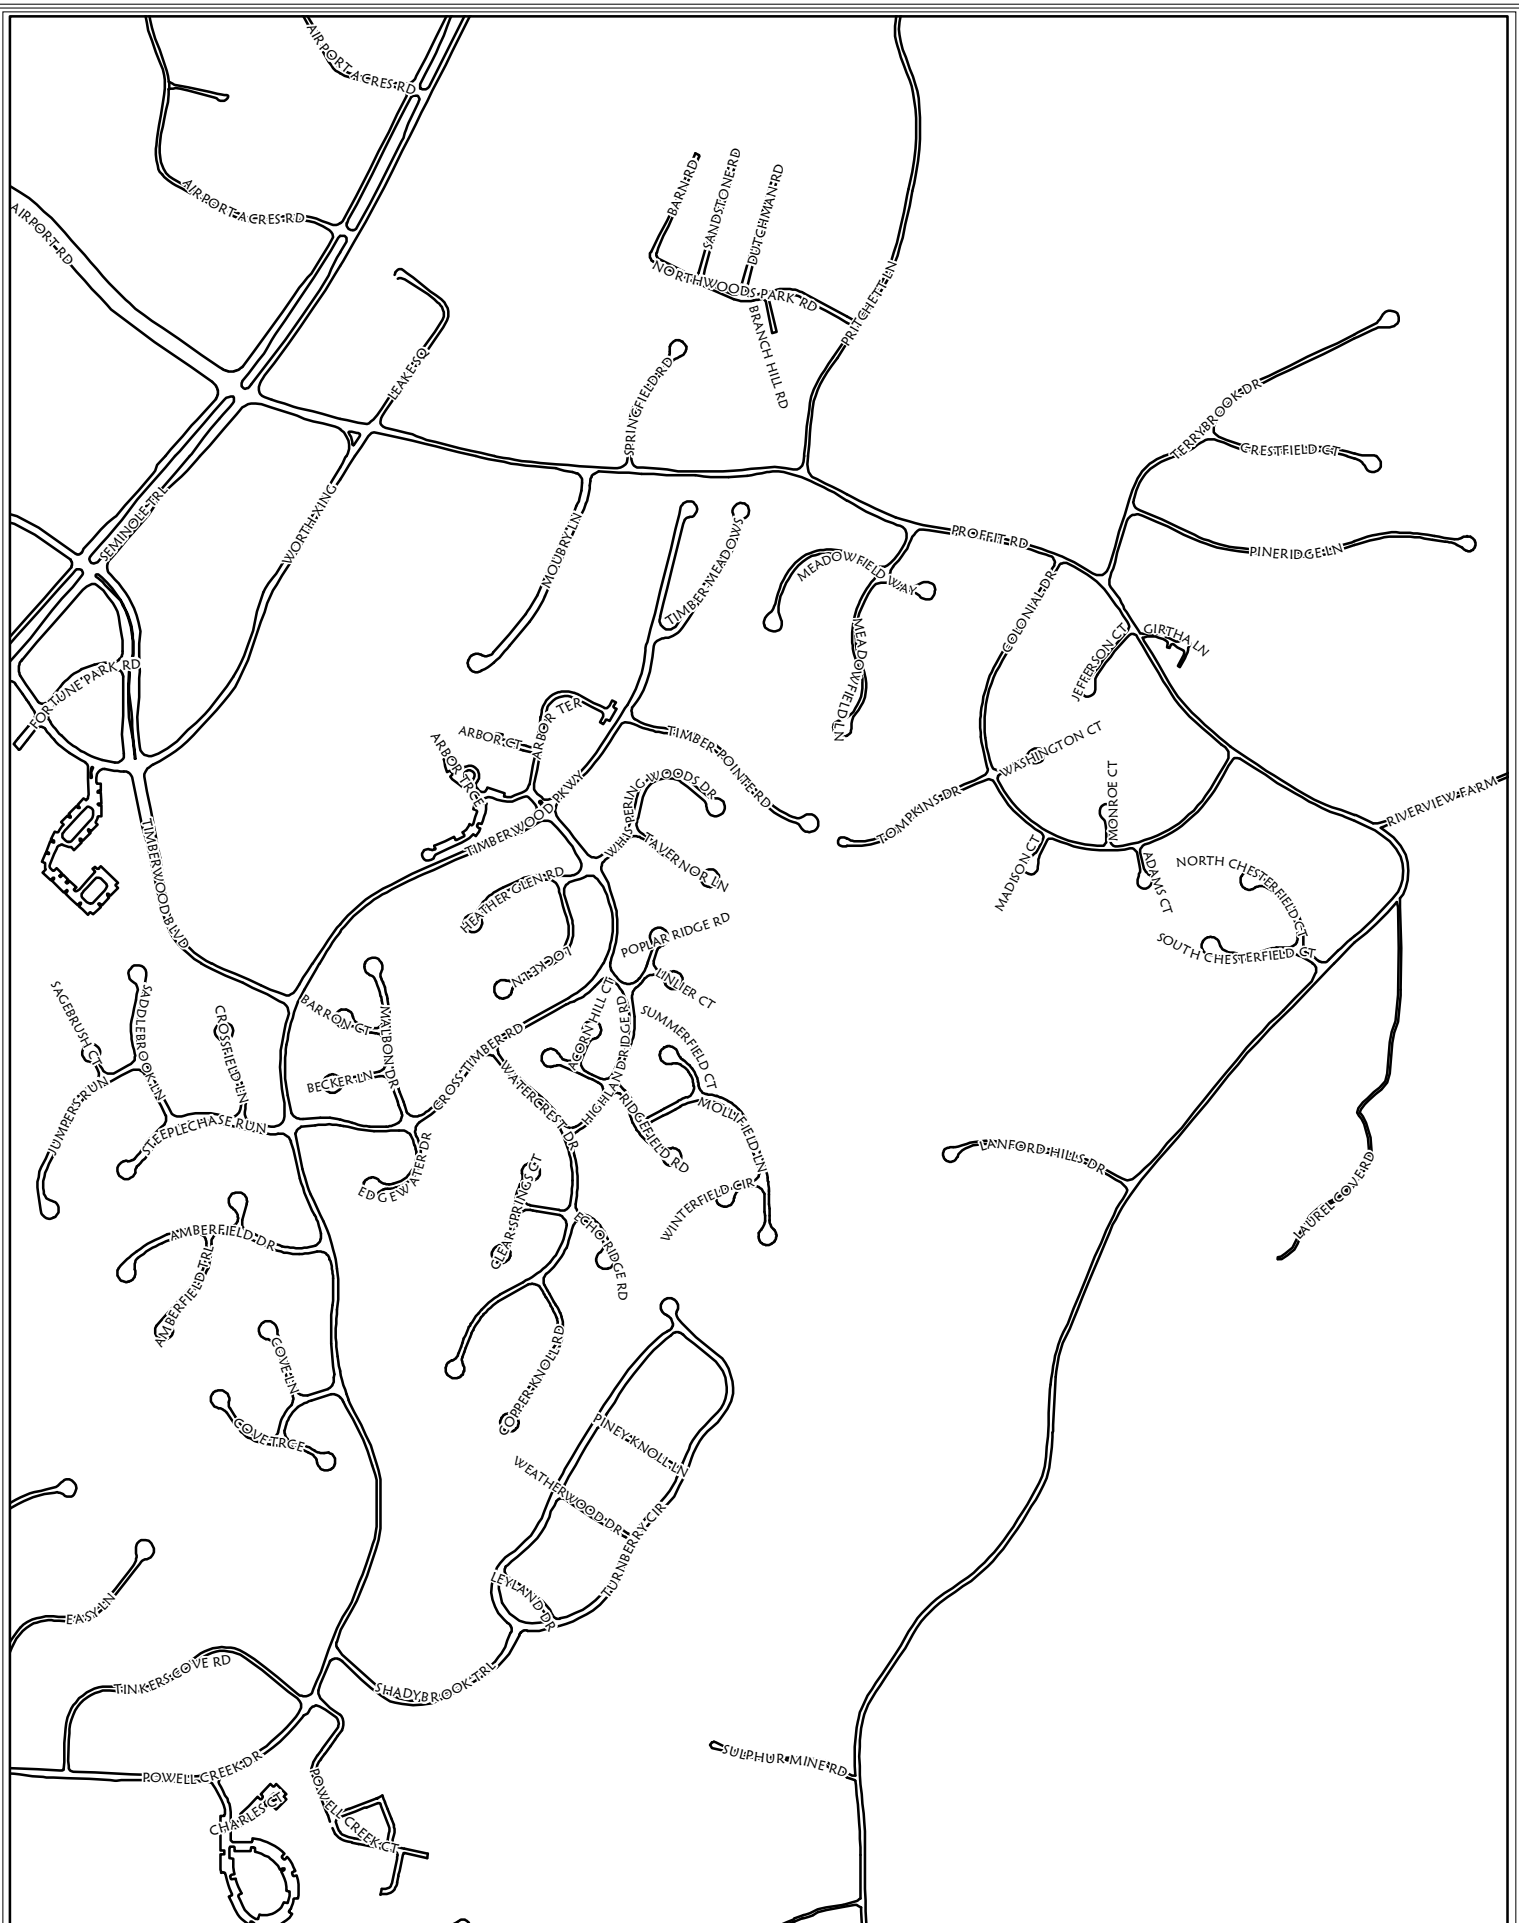 AIRPORT ACRES RD
BARN RD
SANDSTONE RD
DUTCHMAN RD
AIRPORT ACRES RD
AIRPORT RD
NORTHWOODS PARK RD
PRITCHETT LN
BRANCH HILL RD
LEAKE SQ
SPRINGFIELD RD
TERRYBROOK DR
CRESTFIELD CT
SEMINOLE TRL
WORTH XING
MOUBRY LN
TIMBER MEADOWS
PROFFIT RD
PINERIDGE LN
MEADOWFIELD WAY
COLONIAL DR
JEFFERSON CT
GIRTHA LN
MEADOWFIELD LN
FORTUNE PARK RD
ARBOR TER
ARBOR CT
ARBOR TRCE
TIMBER POINTE RD
WASHINGTON CT
WHISPERING WOODS DR
TIMBERWOOD PKWY
TOMPKINS DR
MONROE CT
RIVERVIEW FARM
TIMBERWOOD BLVD
TAVERNOR LN
HEATHER GLEN RD
MADISON CT
ADAMS CT
NORTH CHESTERFIELD CT
SOUTH CHESTERFIELD CT
LOCKE LN
POPLAR RIDGE RD
LINLIER CT
SAGEBRUSH CT
SADDLEBROOK LN
CROSSFIELD LN
BARRON CT
MALBON DR
ACORN HILL CT
HIGHLAND RIDGE RD
SUMMERFIELD CT
CROSS TIMBER RD
BECKER LN
WATERCREST DR
JUMPERS RUN
STEEPLECHASE RUN
RIDGEFIELD RD
MOLLIFIELD LN
EDGEWATER DR
LANFORD HILLS DR
WINTERFIELD CIR
LAUREL COVE RD
CLEAR SPRINGS CT
ECHO RIDGE RD
AMBERFIELD DR
AMBERFIELD TRL
COVE LN
COPPER KNOLL RD
COVE TRCE
PINEY KNOLL LN
WEATHERWOOD DR
TURNBERRY CIR
LEYLAND DR
EASY LN
TINKERS COVE RD
SHADYBROOK TRL
POWELL CREEK DR
SULPHUR MINE RD
CHARLES CT
POWELL CREEK CT